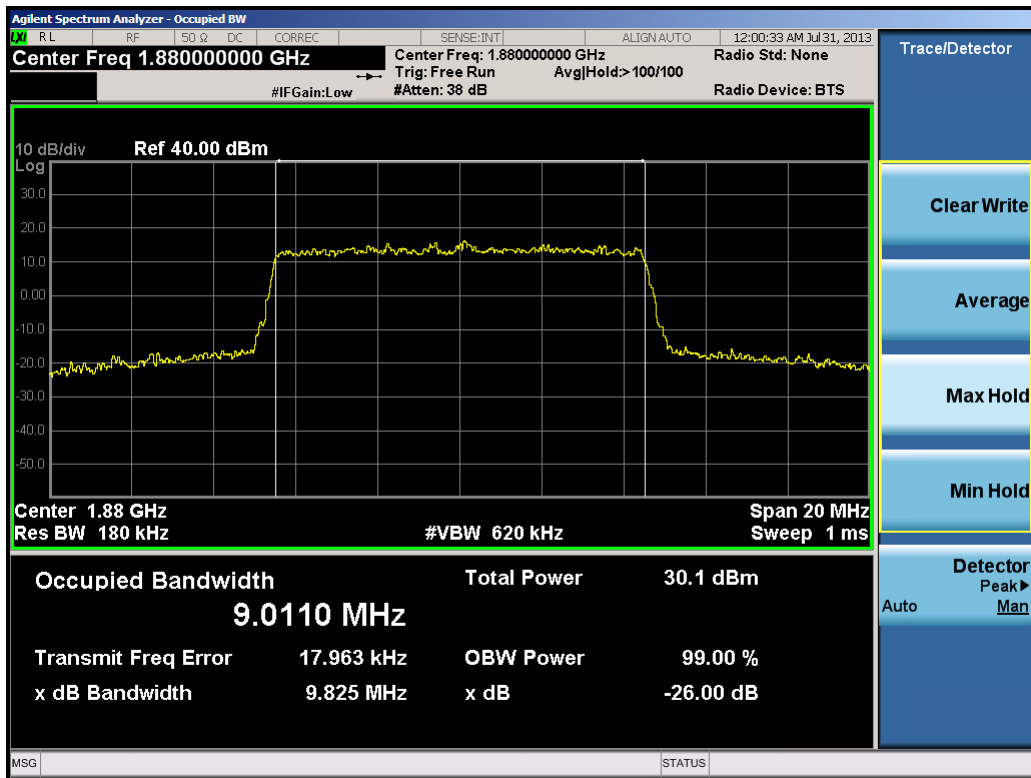 Agilent Spectrum Analyzer - Occupied BW
LXI RL RF 50 Ω DC CORREC SENSE:INT ALIGN AUTO 12:00:33 AM Jul 31, 2013
Center Freq 1.880000000 GHz
Center Freq: 1.880000000 GHz
Radio Std: None
Trig: Free Run Avg|Hold:>100/100
#IFGain:Low
#Atten: 38 dB
Radio Device: BTS
Trace/Detector
10 dB/div Ref 40.00 dBm
Log
30.0
20.0
10.0
0.00
-10.0
-20.0
-30.0
-40.0
-50.0
Center 1.88 GHz
Span 20 MHz
Res BW 180 kHz
#VBW 620 kHz
Sweep 1 ms
Clear Write
Average
Max Hold
Min Hold
Detector
Peak▶
Auto Man
Occupied Bandwidth
9.0110 MHz
Total Power 30.1 dBm
Transmit Freq Error 17.963 kHz
OBW Power 99.00 %
x dB Bandwidth 9.825 MHz
x dB -26.00 dB
MSG
STATUS